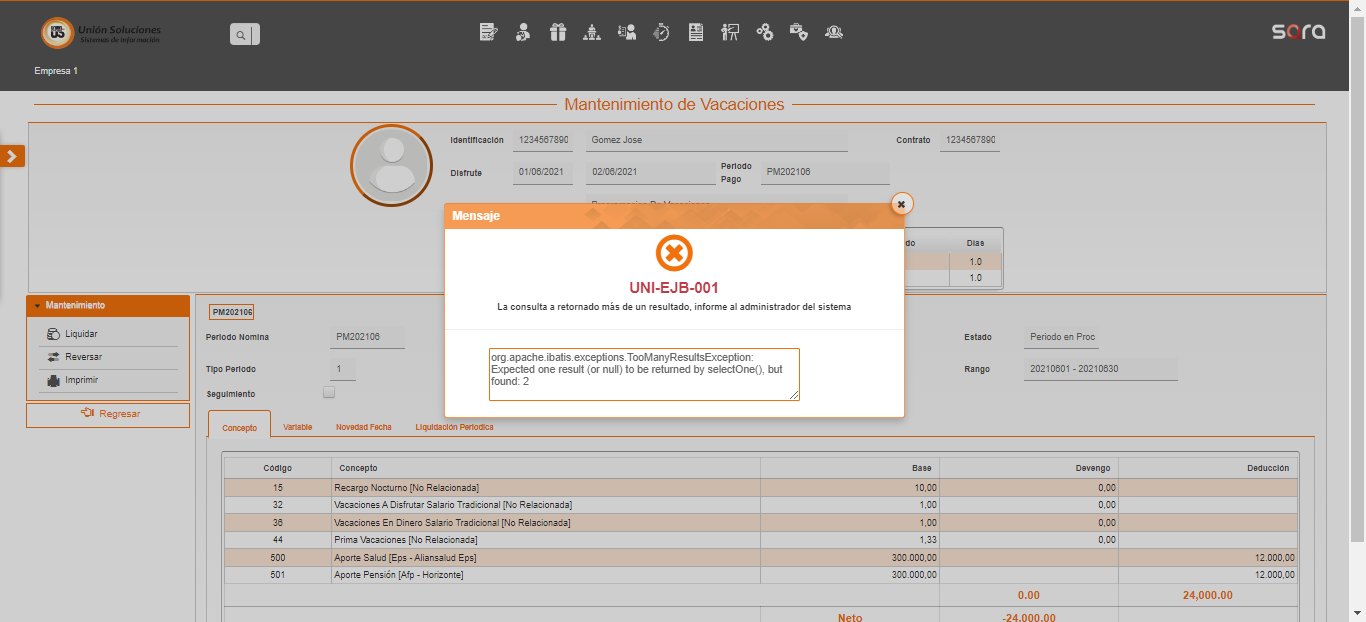 Unión Soluciones
Sistemas de Información
sara
Empresa 1
Mantenimiento de Vacaciones
Identificación 1234567890 Gomez Jose Contrato 1234567890
Disfrute 01/06/2021 02/06/2021 Periodo Pago PM202106
Mensaje
do Dias
1.0
1.0
UNI-EJB-001
La consulta a retornado más de un resultado, informe al administrador del sistema
org.apache.ibatis.exceptions.TooManyResultsException:
Expected one result (or null) to be returned by selectOne(), but
found: 2
Mantenimiento
Liquidar
Reversar
Imprimir
Regresar
PM202106
Periodo Nomina PM202106 Estado Periodo en Proc
Tipo Periodo 1 Rango 20210601 - 20210630
Seguimiento
Concepto Variable Novedad Fecha Liquidación Periodica
Código Concepto Base Devengo Deducción
15 Recargo Nocturno [No Relacionada] 10,00 0,00
32 Vacaciones A Disfrutar Salario Tradicional [No Relacionada] 1,00 0,00
36 Vacaciones En Dinero Salario Tradicional [No Relacionada] 1,00 0,00
44 Prima Vacaciones [No Relacionada] 1,33 0,00
500 Aporte Salud [Eps - Aliansalud Eps] 300.000,00 12.000,00
501 Aporte Pensión [Afp - Horizonte] 300.000,00 12.000,00
0.00 24,000.00
Neto -24,000.00